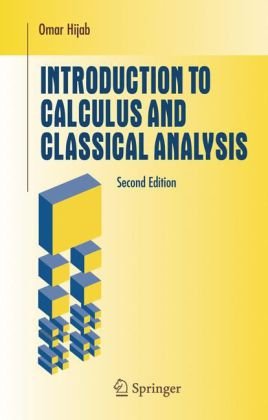 Omar Hijab
INTRODUCTION TO
CALCULUS AND
CLASSICAL ANALYSIS
Second Edition
Springer